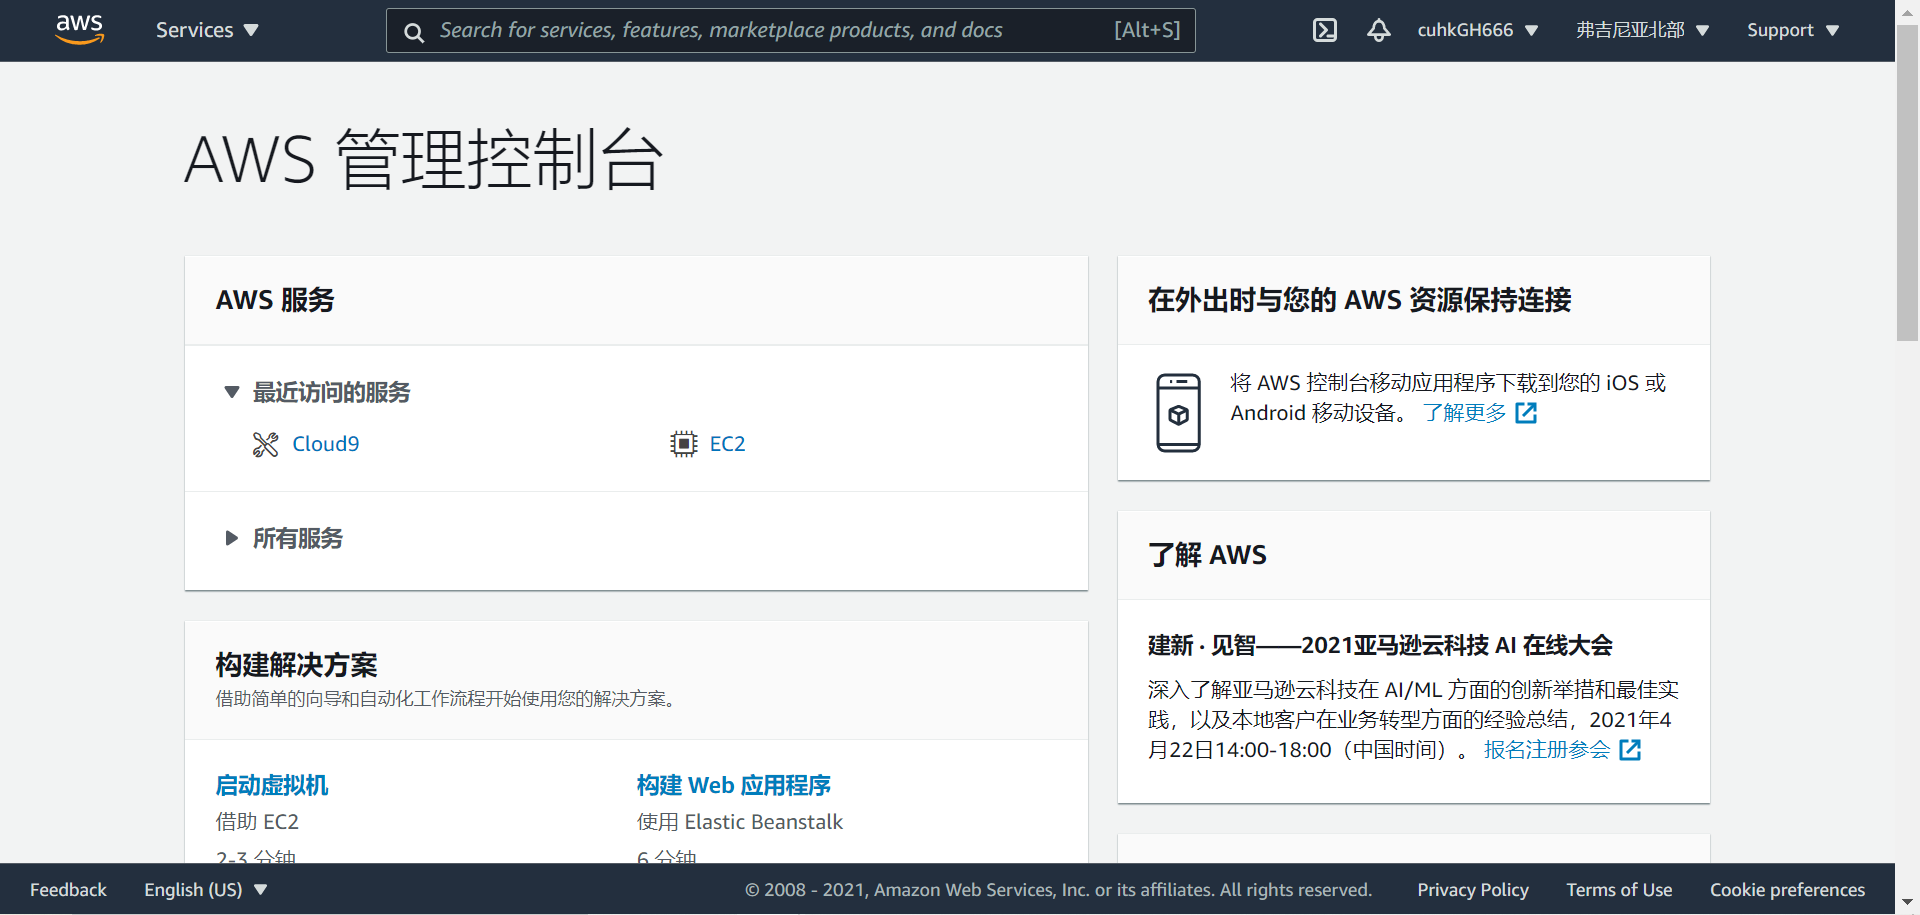 aws
Services
Search for services, features, marketplace products, and docs [Alt+S]
cuhkGH666
弗吉尼亚北部
Support
AWS 管理控制台
AWS 服务
最近访问的服务
Cloud9
EC2
所有服务
构建解决方案
借助简单的向导和自动化工作流程开始使用您的解决方案。
启动虚拟机
借助 EC2
2-3 分钟
构建 Web 应用程序
使用 Elastic Beanstalk
6 分钟
在外出时与您的 AWS 资源保持连接
将 AWS 控制台移动应用程序下载到您的 iOS 或
Android 移动设备。 了解更多
了解 AWS
建新 · 见智——2021亚马逊云科技 AI 在线大会
深入了解亚马逊云科技在 AI/ML 方面的创新举措和最佳实
践，以及本地客户在业务转型方面的经验总结，2021年4
月22日14:00-18:00（中国时间）。 报名注册参会
Feedback
English (US)
© 2008 - 2021, Amazon Web Services, Inc. or its affiliates. All rights reserved.
Privacy Policy
Terms of Use
Cookie preferences